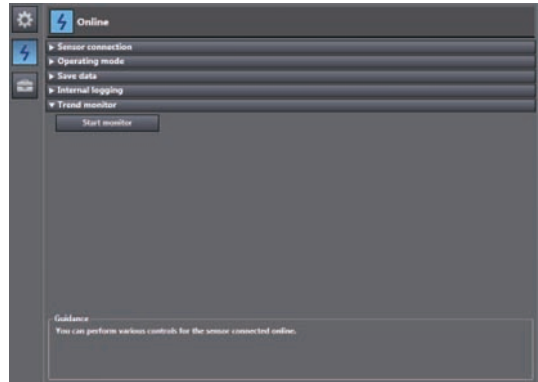 Online
Sensor connection
Operating mode
Save data
Internal logging
Trend monitor
Start monitor
Guidance
You can perform various controls for the sensor connected online.